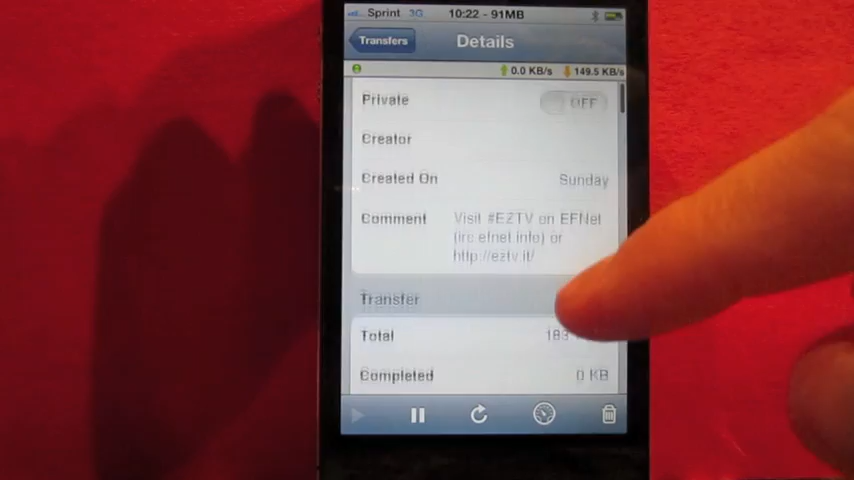 Sprint 3G 10:22 - 91MB
Transfers Details
0.0 KB/s 149.5 KB/s
Private OFF
Creator
Created On Sunday
Comment Visit #EZTV on EFNet
(irc.efnet.info) or
http://eztv.it/
Transfer
Total 183
Completed 0 KB